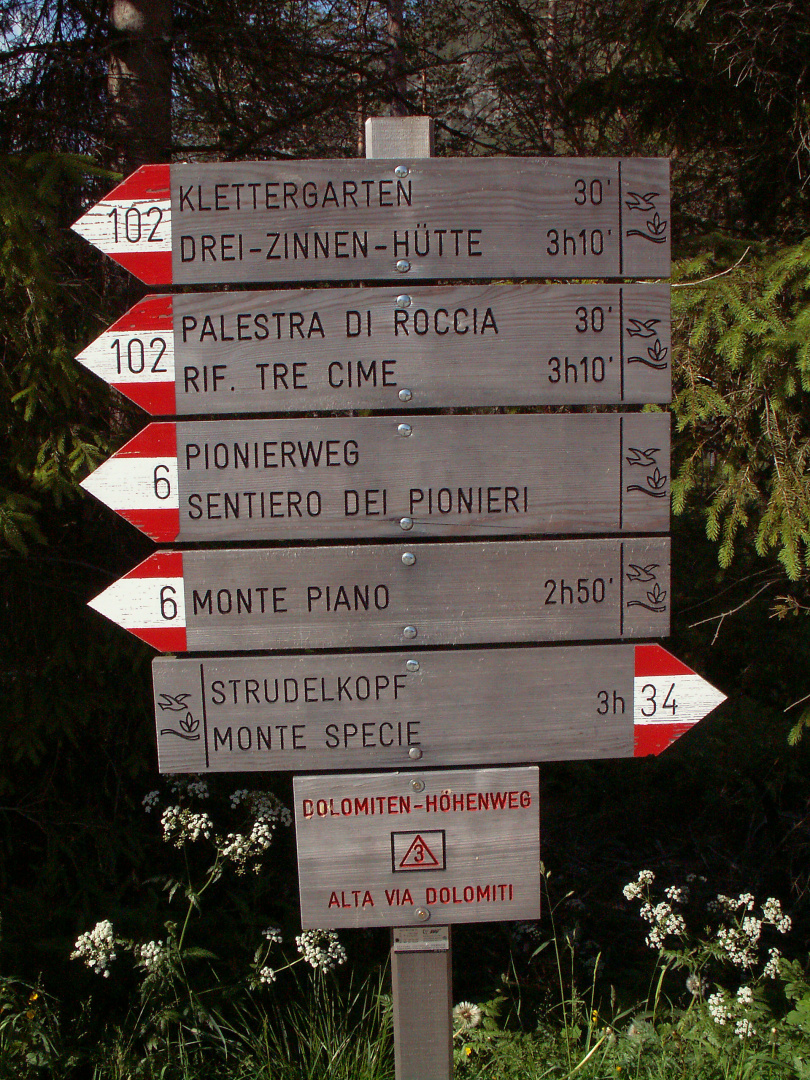 102
KLETTERGARTEN 30'
DREI-ZINNEN-HÜTTE 3h10'
102
PALESTRA DI ROCCIA 30'
RIF. TRE CIME 3h10'
6
PIONIERWEG
SENTIERO DEI PIONIERI
6 MONTE PIANO 2h50'
STRUDELKOPF
3h 34
MONTE SPECIE
DOLOMITEN-HÖHENWEG
3
ALTA VIA DOLOMITI